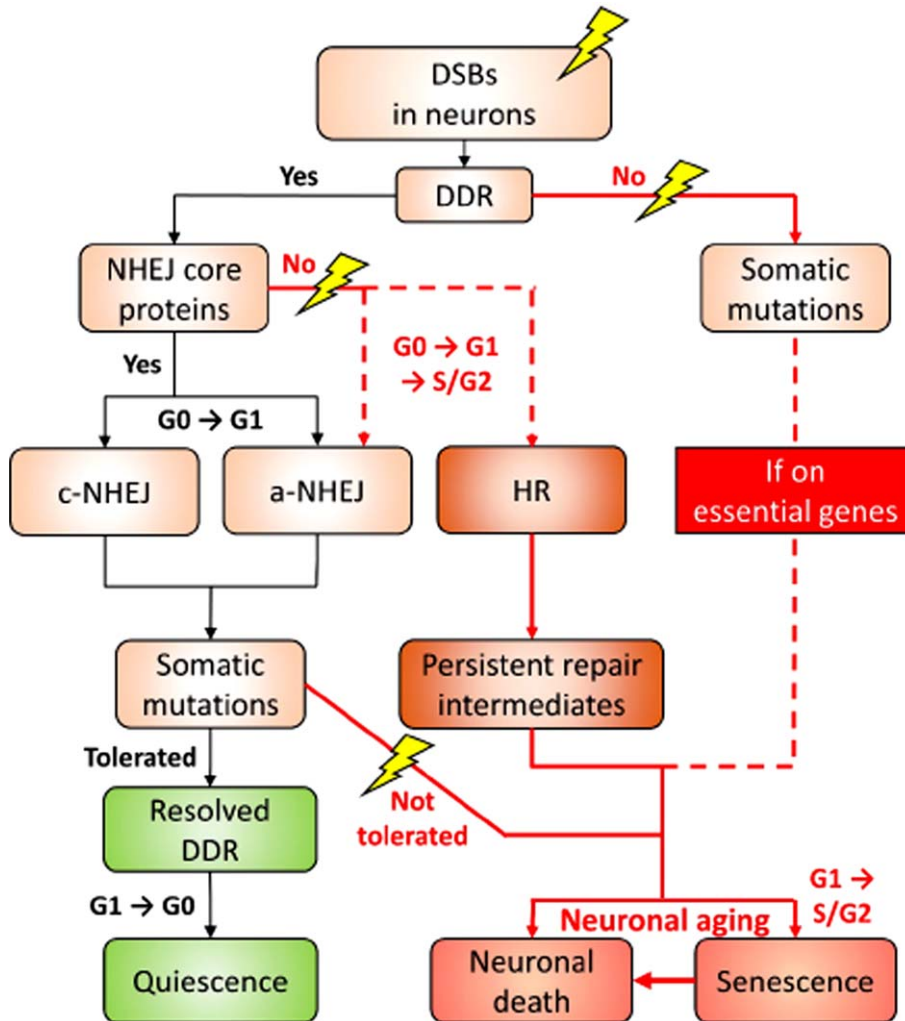 DSBs
in neurons
Yes
No
DDR
NHEJ core
proteins
No
Somatic
mutations
G0 → G1
→ S/G2
Yes
G0 → G1
c-NHEJ
a-NHEJ
HR
If on
essential genes
Somatic
mutations
Persistent repair
intermediates
Tolerated
Not
tolerated
Resolved
DDR
G1 → G0
Neuronal aging
G1 →
S/G2
Quiescence
Neuronal
death
Senescence